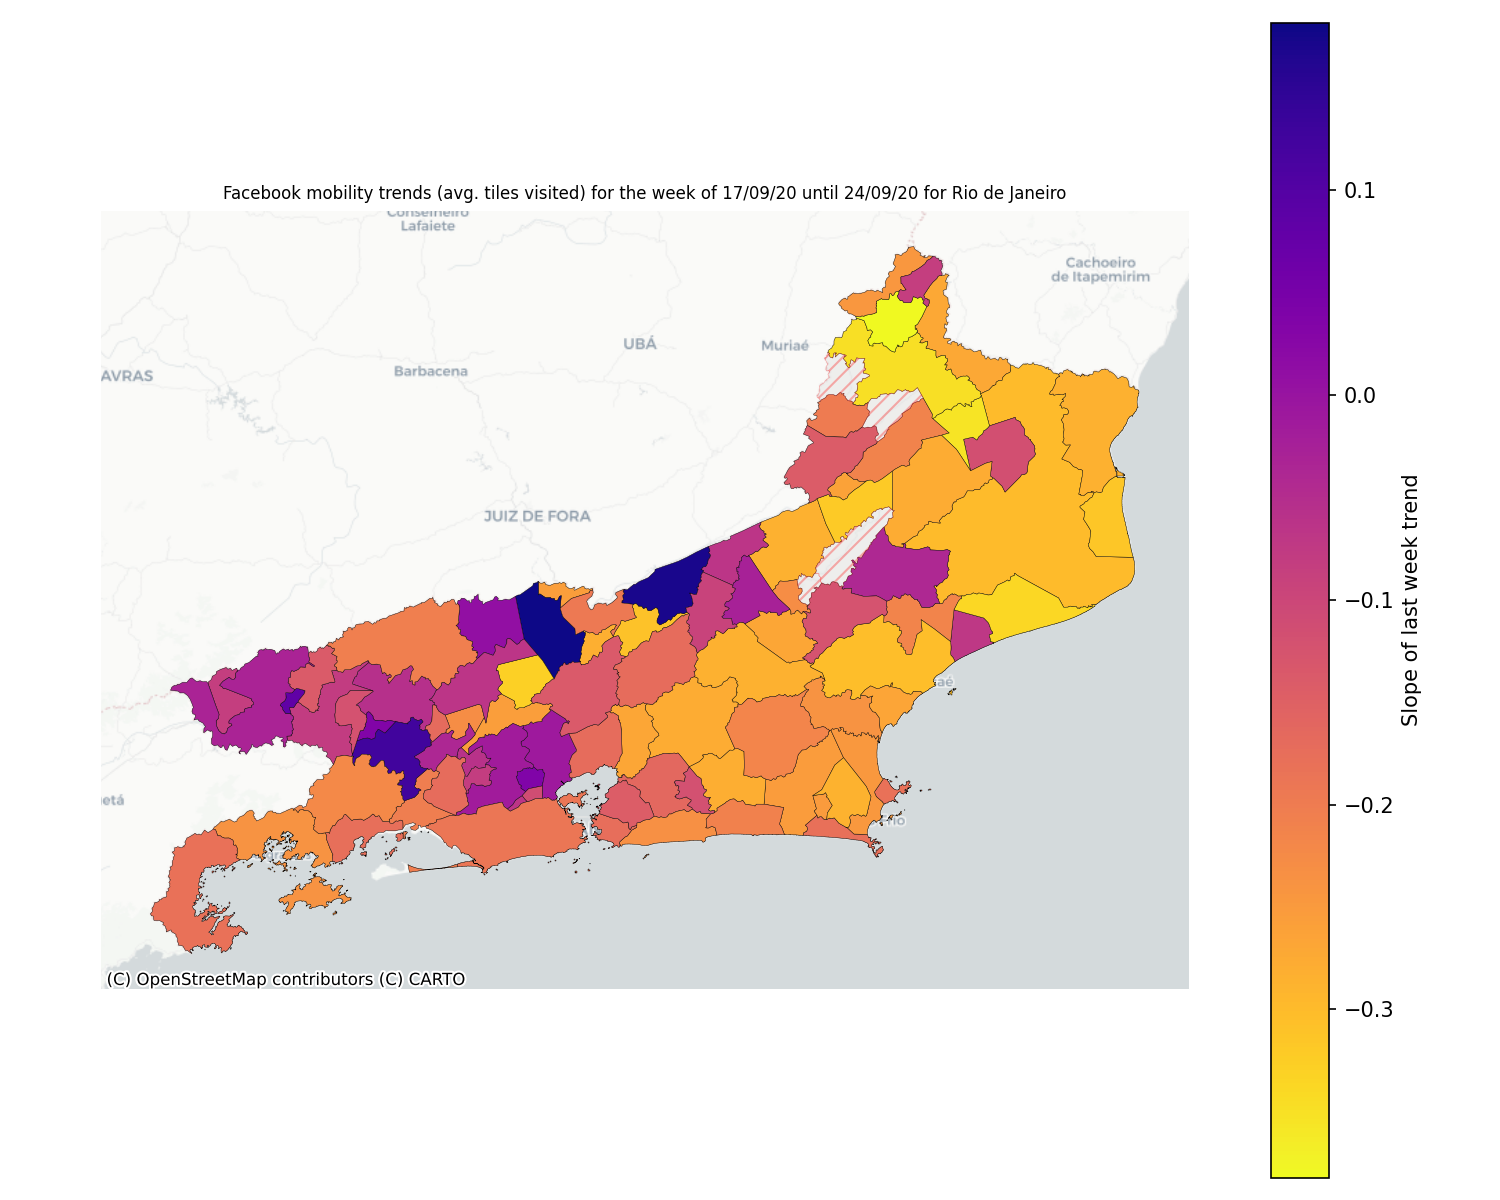 Facebook mobility trends (avg. tiles visited) for the week of 17/09/20 until 24/09/20 for Rio de Janeiro
Conselheiro
Lafaiete
Cachoeiro
de Itapemirim
UBÁ
Muriaé
AVRAS
Barbacena
JUIZ DE FORA
aé
etá
(C) OpenStreetMap contributors (C) CARTO
0.1
0.0
−0.1
−0.2
−0.3
Slope of last week trend